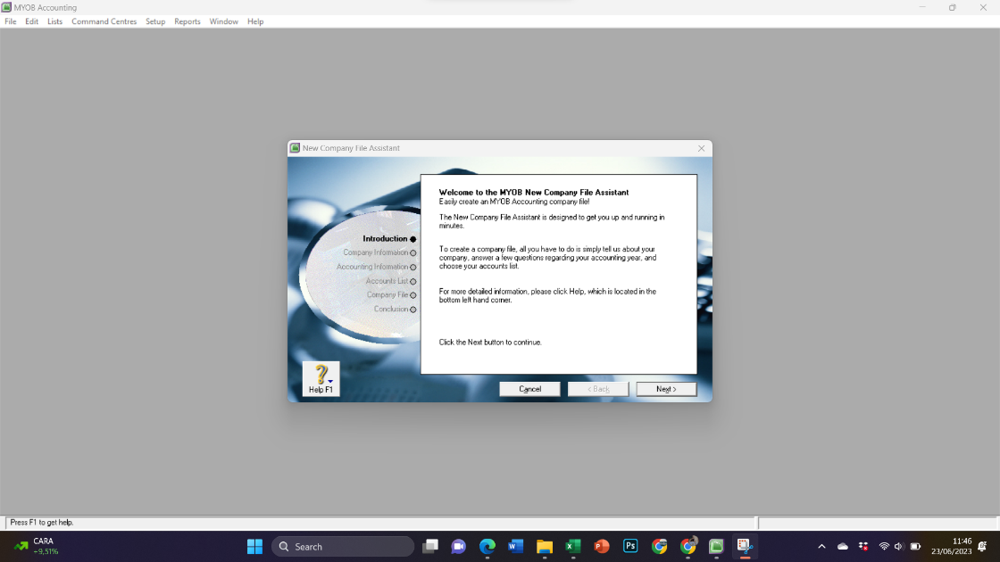 MYOB Accounting
File Edit Lists Command Centres Setup Reports Window Help
New Company File Assistant
Welcome to the MYOB New Company File Assistant
Easily create an MYOB Accounting company file!
The New Company File Assistant is designed to get you up and running in
minutes.
To create a company file, all you have to do is simply tell us about your
company, answer a few questions regarding your accounting year, and
choose your accounts list.
For more detailed information, please click Help, which is located in the
bottom left hand corner.
Click the Next button to continue.
Introduction
Company Information
Accounting Information
Accounts List
Company File
Conclusion
Help F1
Cancel
< Back
Next >
Press F1 to get help.
CARA
+9,51%
Search
11:46
23/06/2023